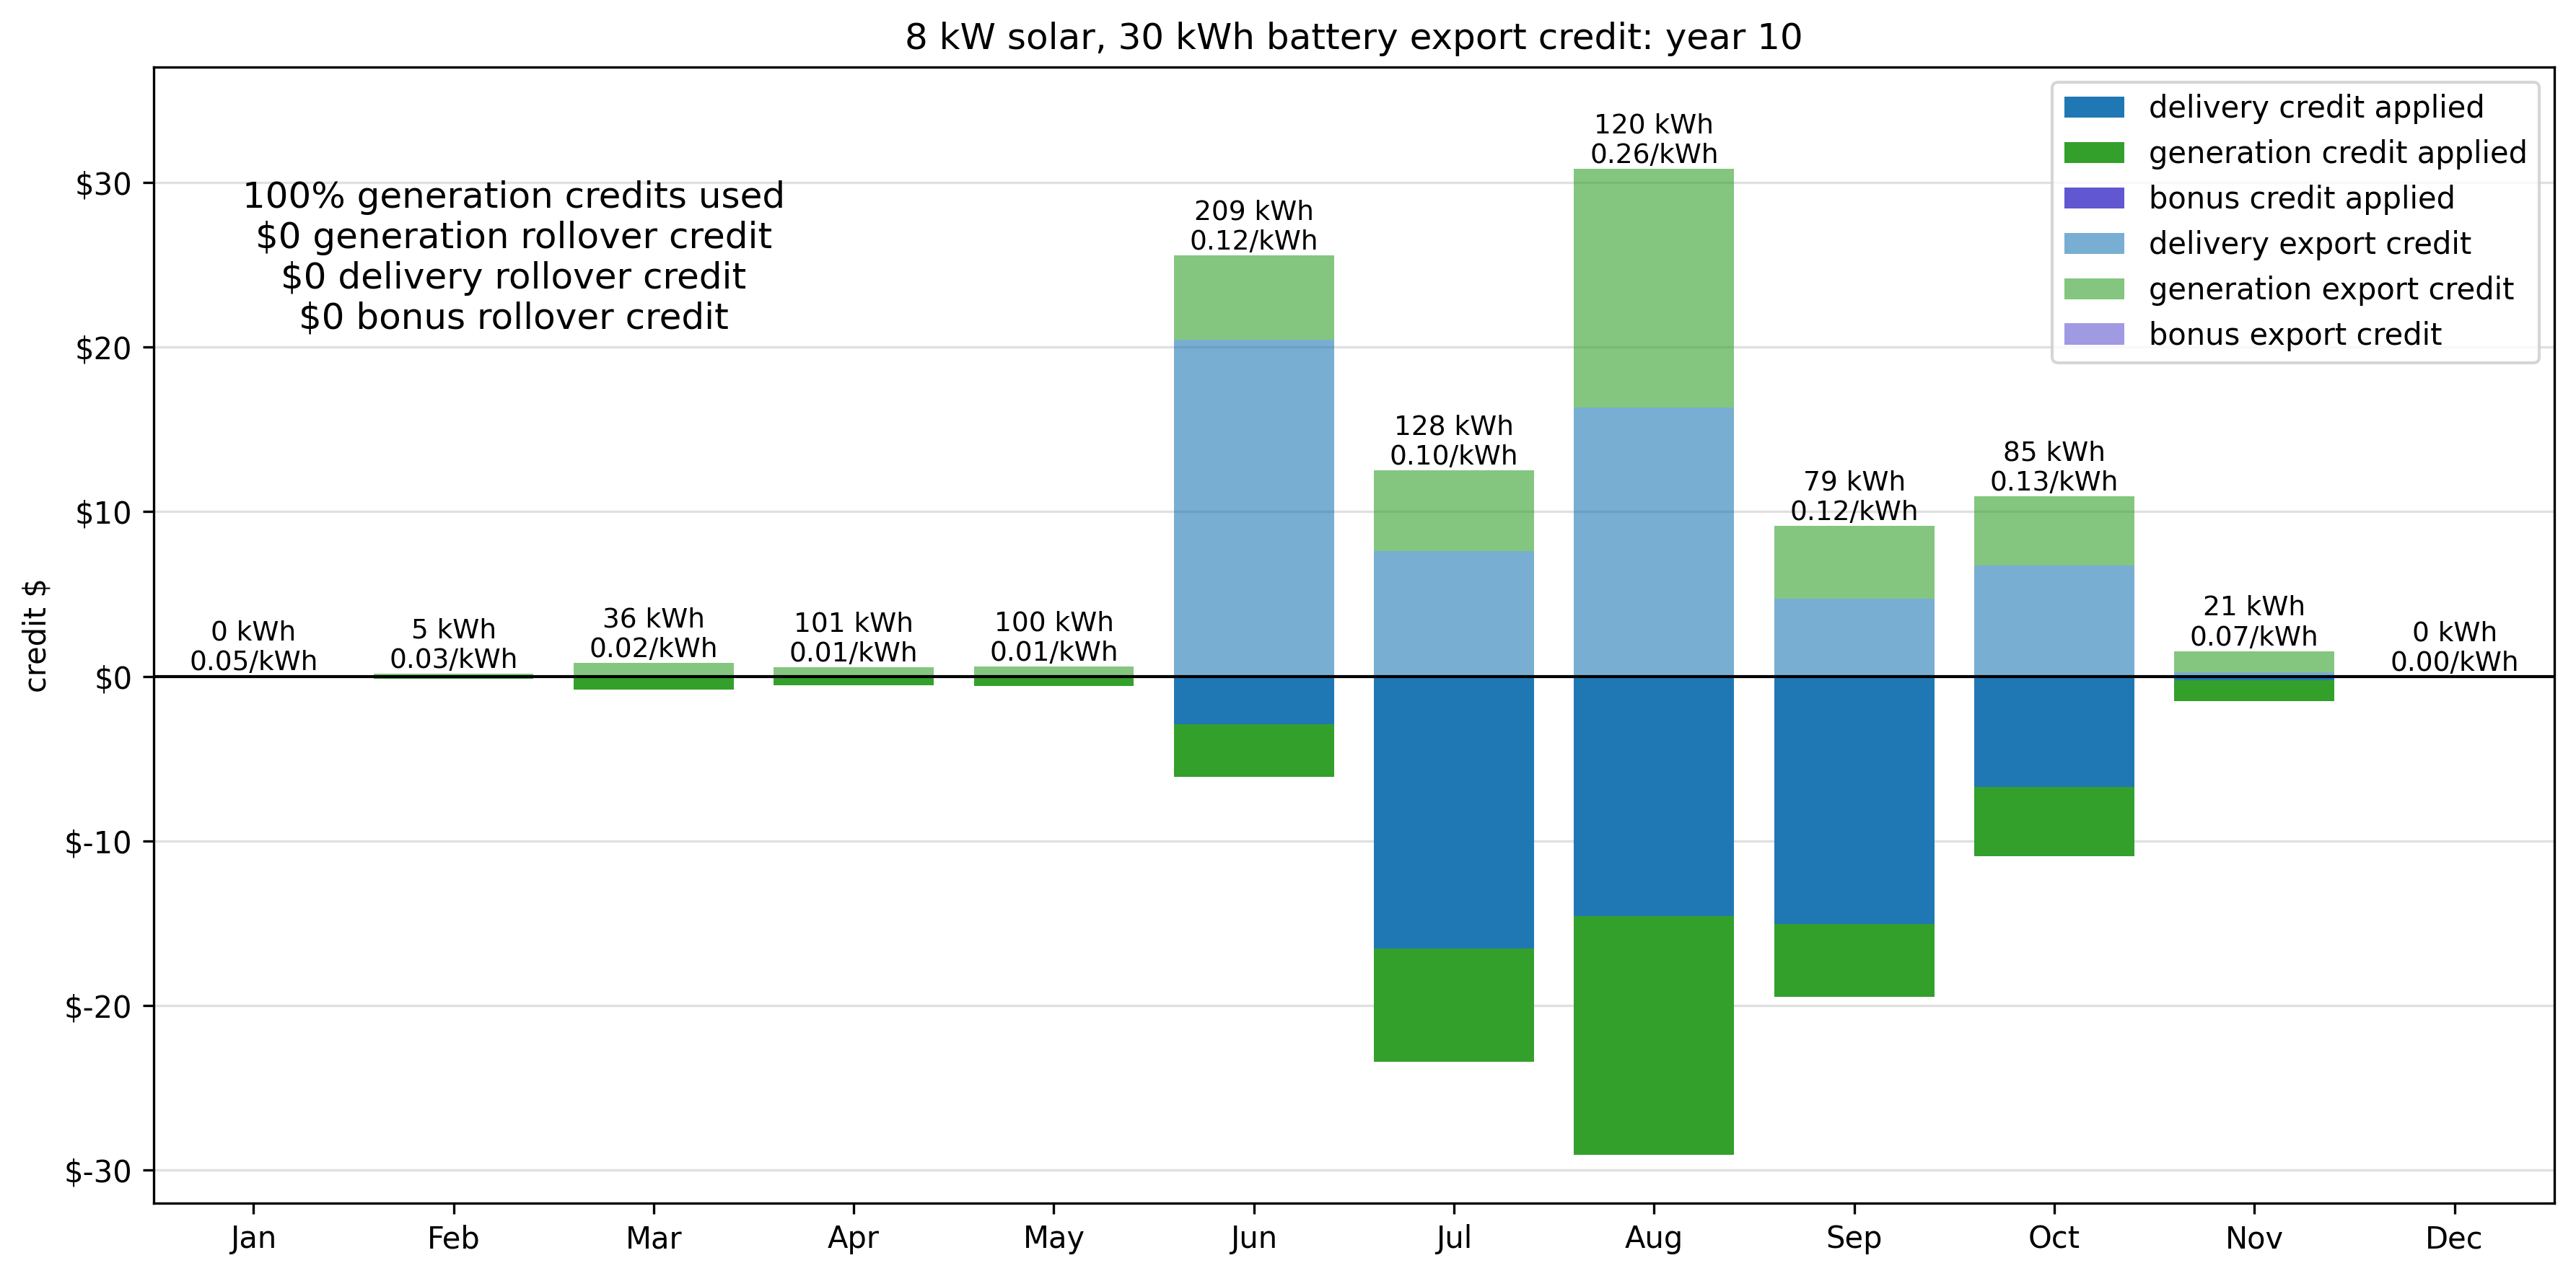 8 kW solar, 30 kWh battery export credit: year 10
delivery credit applied
generation credit applied
bonus credit applied
delivery export credit
generation export credit
bonus export credit
100% generation credits used
$0 generation rollover credit
$0 delivery rollover credit
$0 bonus rollover credit
credit $
$30
$20
$10
$0
$-10
$-20
$-30
0 kWh
0.05/kWh
5 kWh
0.03/kWh
36 kWh
0.02/kWh
101 kWh
0.01/kWh
100 kWh
0.01/kWh
209 kWh
0.12/kWh
128 kWh
0.10/kWh
120 kWh
0.26/kWh
79 kWh
0.12/kWh
85 kWh
0.13/kWh
21 kWh
0.07/kWh
0 kWh
0.00/kWh
Jan Feb Mar Apr May Jun Jul Aug Sep Oct Nov Dec